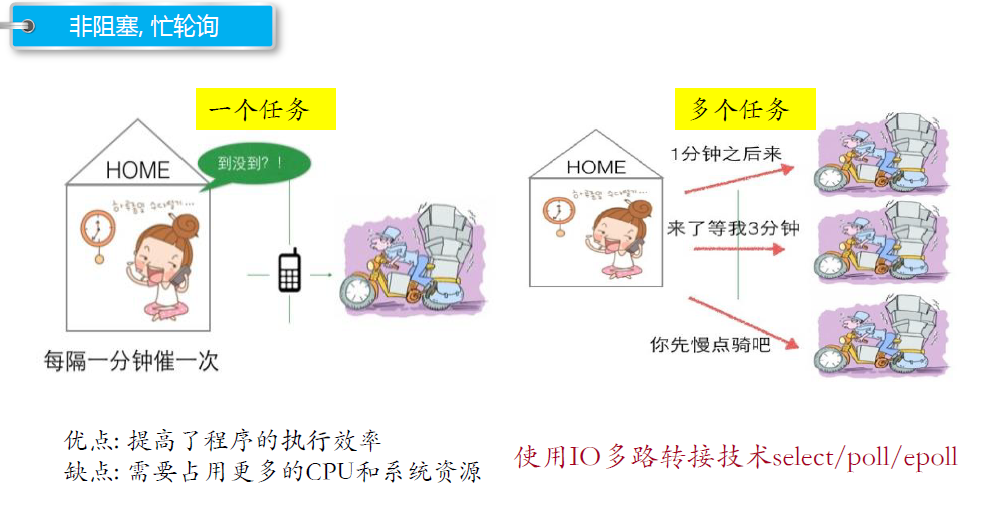 非阻塞, 忙轮询
一个任务
HOME
到没到?！
每隔一分钟催一次
多个任务
HOME
1分钟之后来
来了等我3分钟
你先慢点骑吧
优点: 提高了程序的执行效率
缺点: 需要占用更多的CPU和系统资源
使用IO多路转接技术select/poll/epoll